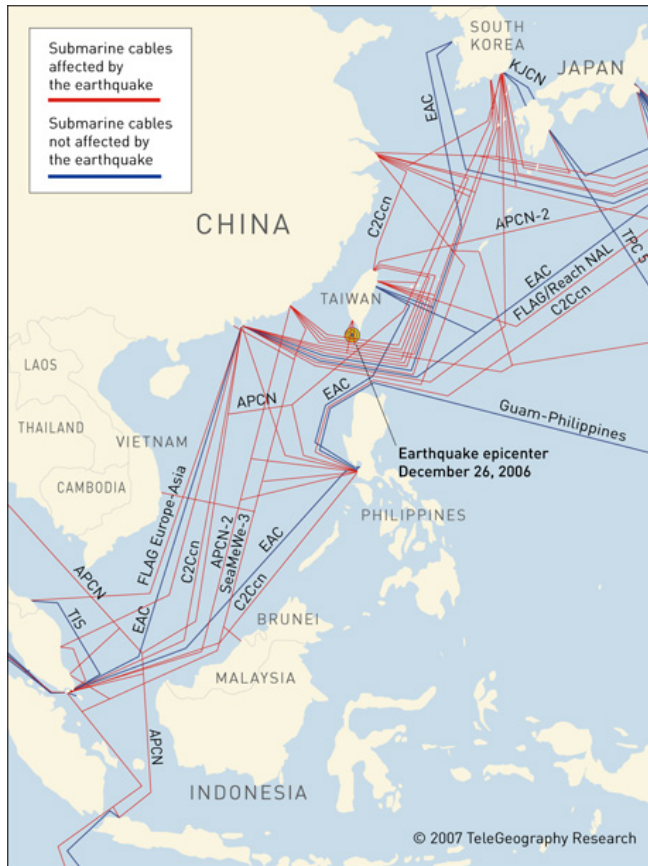 Submarine cables
affected by
the earthquake
Submarine cables
not affected by
the earthquake
SOUTH
KOREA
KJCN
JAPAN
EAC
CHINA
C2Ccn
APCN-2
TPC 5
TAIWAN
EAC
FLAG/Reach NAL
C2Ccn
LAOS
THAILAND
VIETNAM
CAMBODIA
APCN
EAC
Guam-Philippines
Earthquake epicenter
December 26, 2006
PHILIPPINES
FLAG Europe-Asia
C2Ccn
APCN-2
SeaMeWe-3
EAC
C2Ccn
APCN
TIS
EAC
BRUNEI
MALAYSIA
APCN
INDONESIA
© 2007 TeleGeography Research